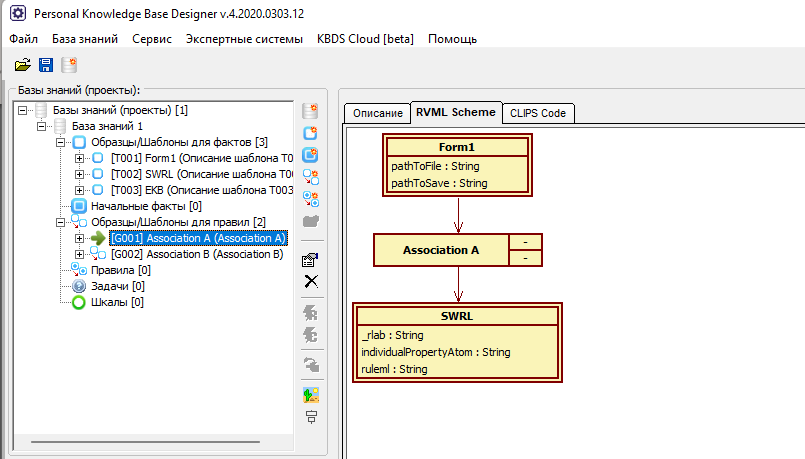 Personal Knowledge Base Designer v.4.2020.0303.12
Файл База знаний Сервис Экспертные системы KBDS Cloud [beta] Помощь
Базы знаний (проекты):
Базы знаний (проекты) [1]
База знаний 1
Образцы/Шаблоны для фактов [3]
[T001] Form1 (Описание шаблона T0
[T002] SWRL (Описание шаблона T00
[T003] EKB (Описание шаблона T003
Начальные факты [0]
Образцы/Шаблоны для правил [2]
[G001] Association A (Association A)
[G002] Association B (Association B)
Правила [0]
Задачи [0]
Шкалы [0]
Описание RVML Scheme CLIPS Code
Form1
pathToFile : String
pathToSave : String
Association A
-
-
SWRL
_rlab : String
individualPropertyAtom : String
ruleml : String